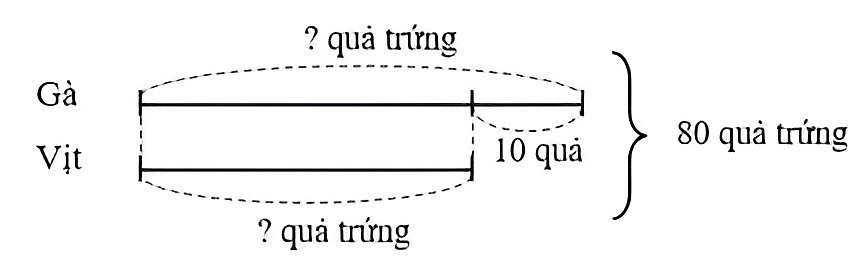 ? quả trứng
Gà
10 quả
80 quả trứng
Vịt
? quả trứng